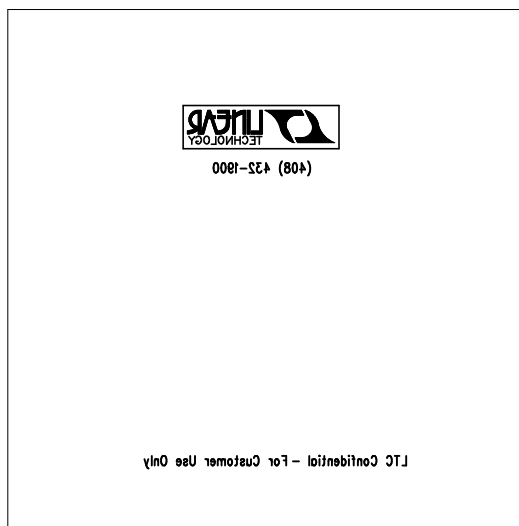 LINEAR
TECHNOLOGY
(408) 432-1900
LTC Confidential – For Customer Use Only